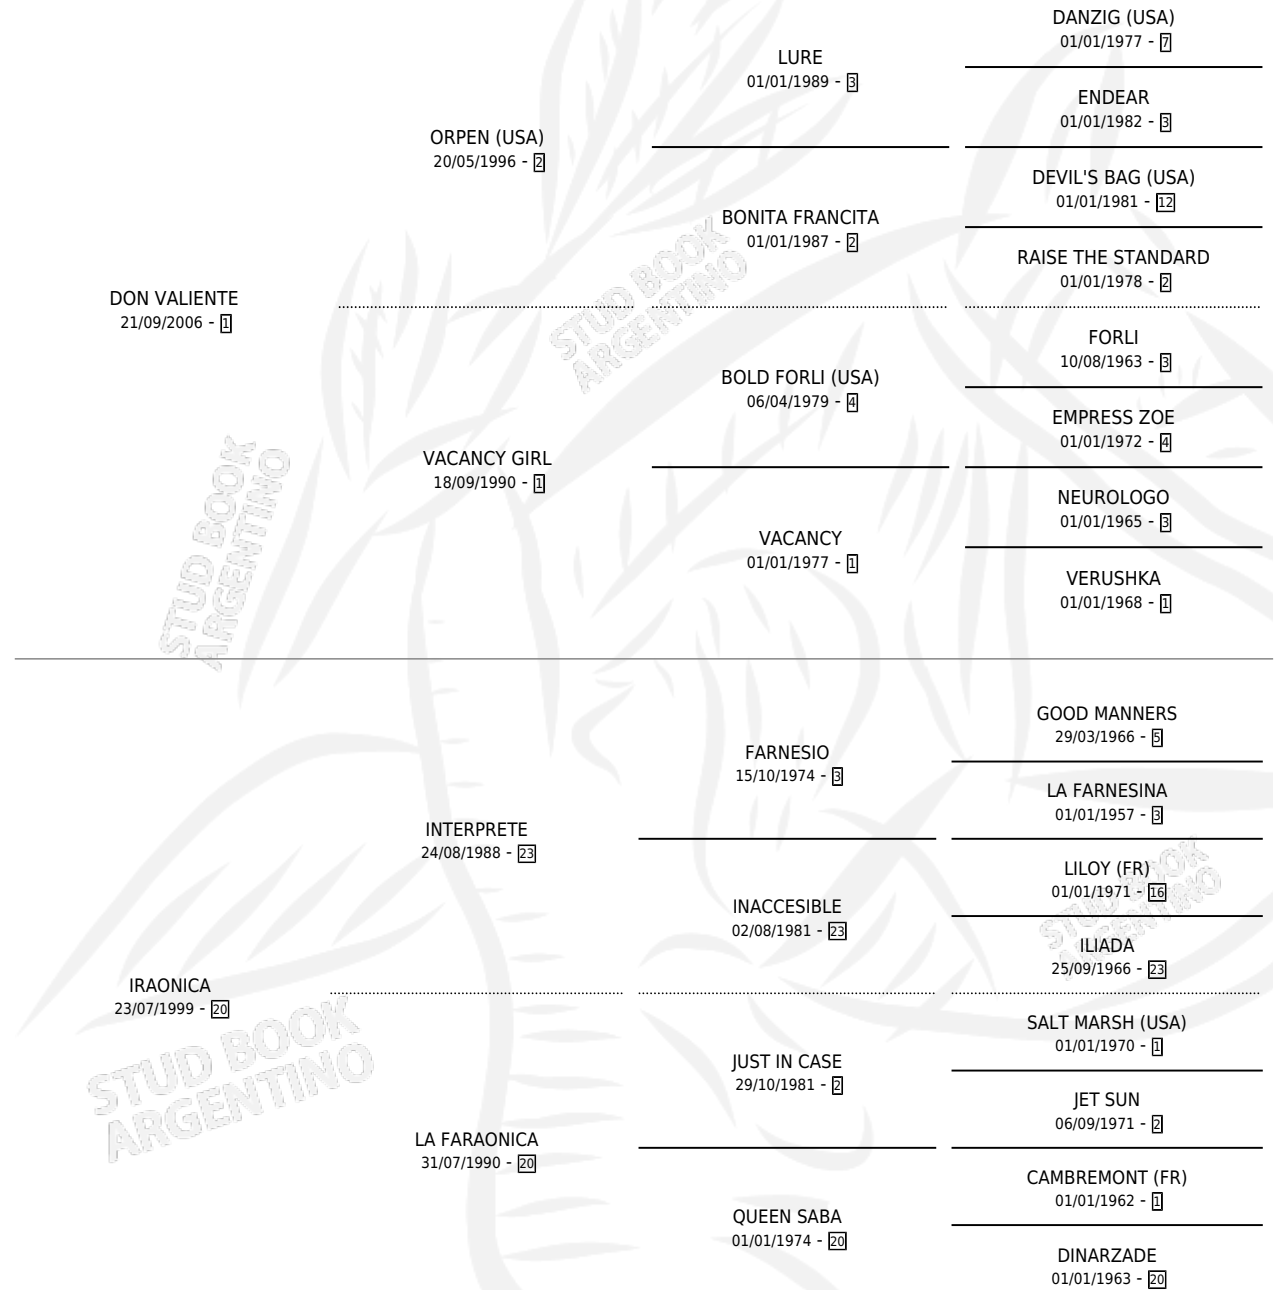 DANZIG (USA)
01/01/1977 - 7
LURE
01/01/1989 - 3
ENDEAR
01/01/1982 - 3
ORPEN (USA)
20/05/1996 - 2
DEVIL'S BAG (USA)
01/01/1981 - 12
BONITA FRANCITA
01/01/1987 - 2
RAISE THE STANDARD
01/01/1978 - 2
DON VALIENTE
21/09/2006 - 1
STUD BOOK
ARGENTINO
FORLI
10/08/1963 - 3
BOLD FORLI (USA)
06/04/1979 - 4
EMPRESS ZOE
01/01/1972 - 4
VACANCY GIRL
18/09/1990 - 1
NEUROLOGO
01/01/1965 - 3
VACANCY
01/01/1977 - 1
VERUSHKA
01/01/1968 - 1
STUD BOOK
ARGENTINO
GOOD MANNERS
29/03/1966 - 5
FARNESIO
15/10/1974 - 3
LA FARNESINA
01/01/1957 - 3
INTERPRETE
24/08/1988 - 23
LILOY (FR)
01/01/1971 - 16
INACCESIBLE
02/08/1981 - 23
STUD BOOK
ARGENTINO
ILIADA
25/09/1966 - 23
IRAONICA
23/07/1999 - 20
STUD BOOK
ARGENTINO
SALT MARSH (USA)
01/01/1970 - 1
JUST IN CASE
29/10/1981 - 2
JET SUN
06/09/1971 - 2
LA FARAONICA
31/07/1990 - 20
CAMBREMONT (FR)
01/01/1962 - 1
QUEEN SABA
01/01/1974 - 20
DINARZADE
01/01/1963 - 20